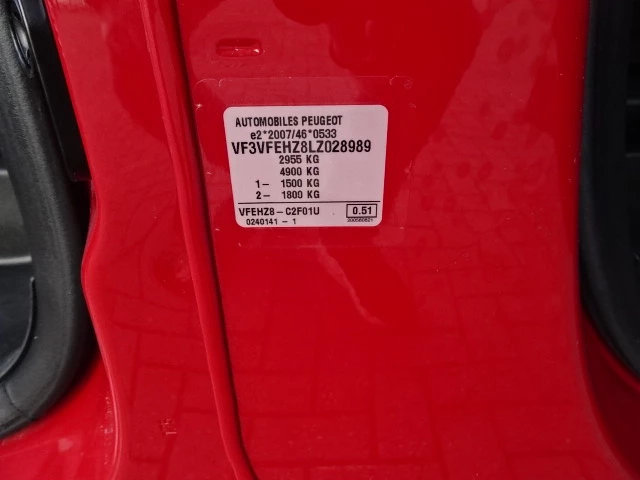 AUTOMOBILES PEUGEOT
e2*2007/46*0533
VF3VFEHZ8LZ028989
2955 KG
4900 KG
1- 1500 KG
2- 1800 KG
VFEHZ8-C2F01U 0.51
0240141 - 1